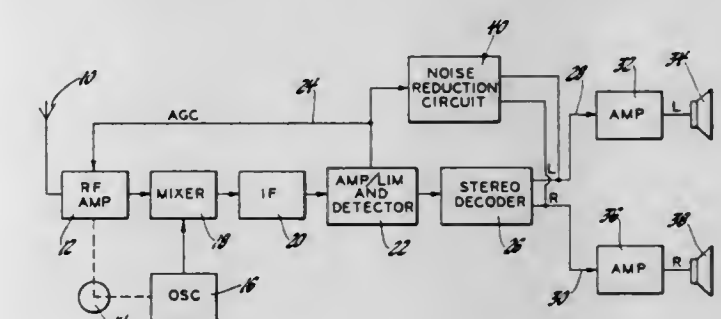 40
10
NOISE
REDUCTION
CIRCUIT
24
28
32
34
AMP
L
AGC
RF
AMP
MIXER
IF
AMP/LIM
AND
DETECTOR
STEREO
DECODER
L
R
12
18
20
22
26
36
38
OSC
16
30
AMP
R